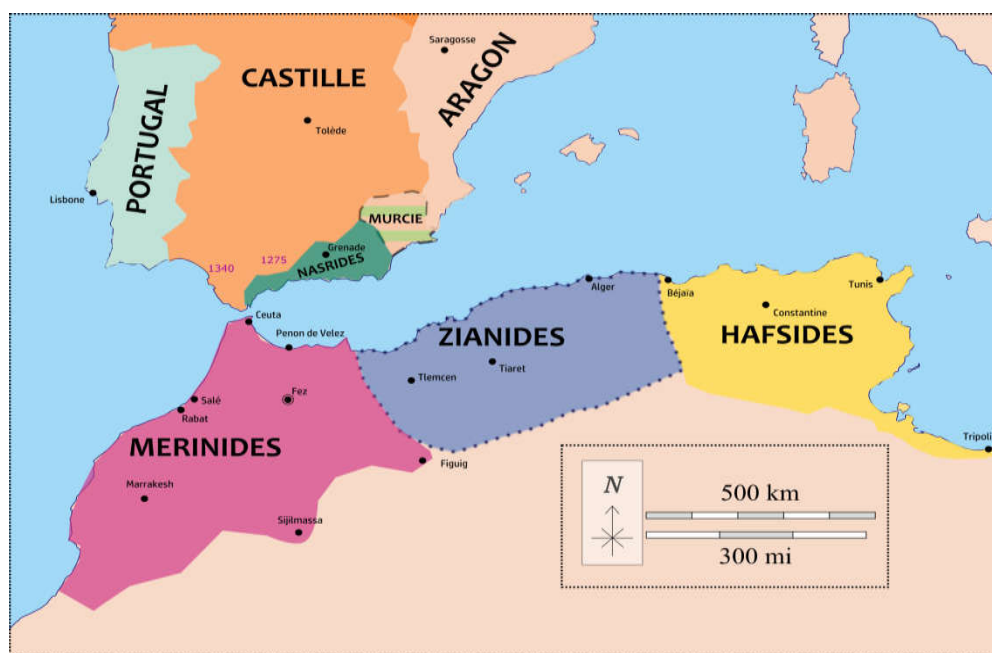 Saragosse
CASTILLE
ARAGON
PORTUGAL
Tolède
Lisbone
MURCIE
Grenade
NASRIDES
1340
1275
Ceuta
Penon de Velez
Alger
Béjaïa
Tunis
Constantine
ZIANIDES
HAFSIDES
Tiaret
Tlemcen
Fez
Salé
Rabat
MERINIDES
Figuig
Tripoli
Marrakesh
Sijilmassa
N
500 km
300 mi